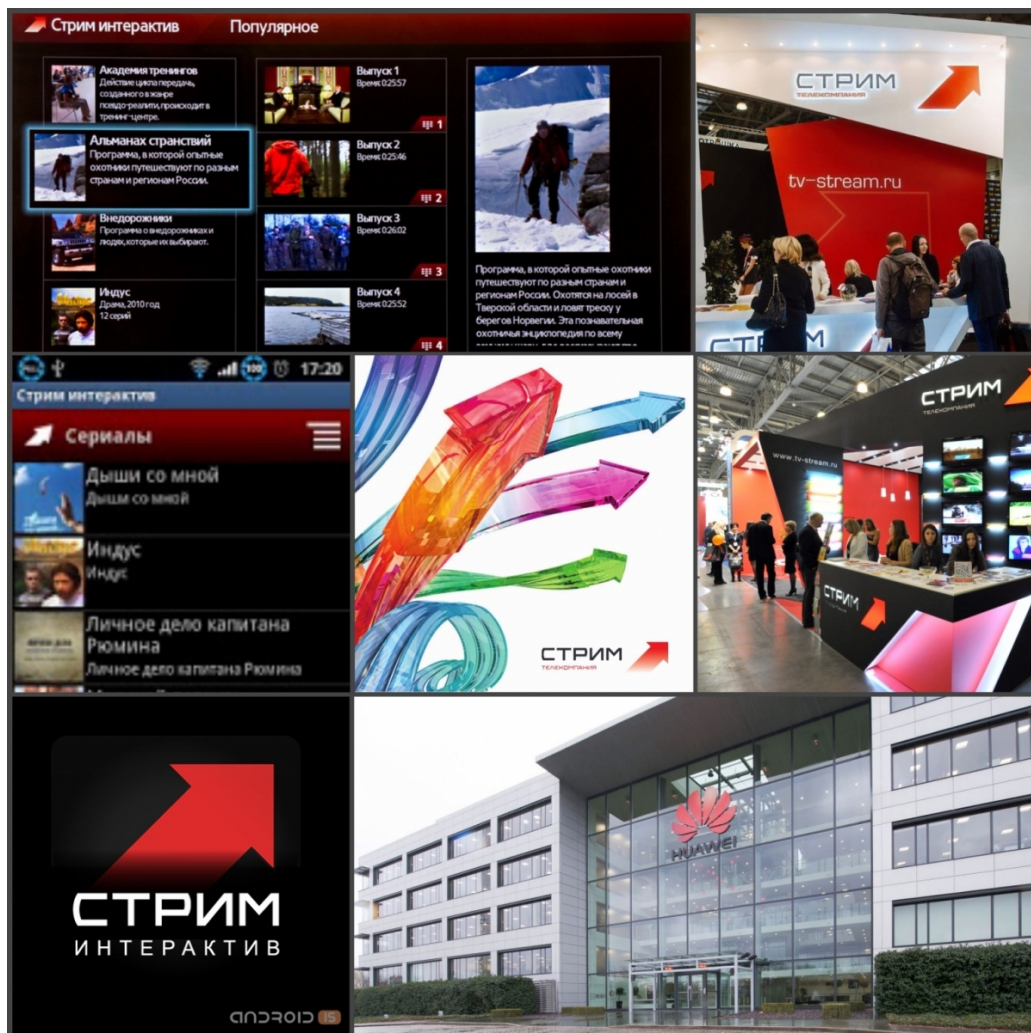 Стрим интерактив
Популярное
Академия тренингов
Действие цикла передач,
созданного в жанре
псевдо-реалити, происходит в
тренинг-центре.
Альманах странствий
Программа, в которой опытные
охотники путешествуют по разным
странам и регионам России.
Внедорожники
Программа о внедорожниках и
людях, которые их выбирают.
Индус
Драма, 2010 год
12 серий
Выпуск 1
Время: 0:25:57
1
Выпуск 2
Время: 0:25:46
2
Выпуск 3
Время: 0:26:02
3
Выпуск 4
Время: 0:25:52
4
Программа, в которой опытные охотники
путешествуют по разным странам и
регионам России. Охотятся на лосей в
Тверской области и ловят треску у
берегов Норвегии. Эта познавательная
охотничья энциклопедия по всему
СТРИМ
ТЕЛЕКОМПАНИЯ
tv-stream.ru
СТРИМ
100
17:20
Стрим интерактив
Сериалы
Дыши со мной
Дыши со мной
Индус
Индус
Личное дело капитана
Рюмина
Личное дело капитана Рюмина
СТРИМ
ТЕЛЕКОМПАНИЯ
СТРИМ
ТЕЛЕКОМПАНИЯ
www.tv-stream.ru
СТРИМ
СТРИМ
ИНТЕРАКТИВ
ANDROID IS
HUAWEI